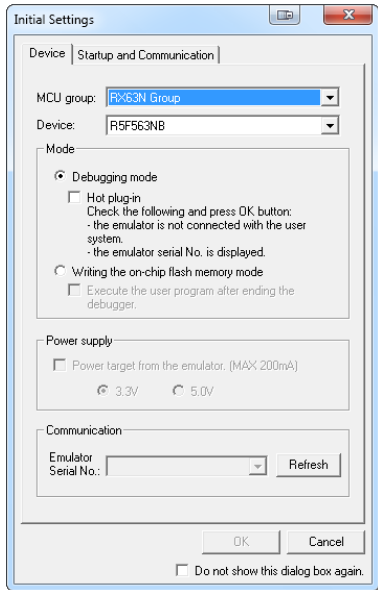 Initial Settings
Device
Startup and Communication
MCU group: RX63N Group
Device: R5F563NB
Mode
Debugging mode
Hot plug-in
Check the following and press OK button:
- the emulator is not connected with the user
system.
- the emulator serial No. is displayed.
Writing the on-chip flash memory mode
Execute the user program after ending the
debugger.
Power supply
Power target from the emulator. (MAX 200mA)
3.3V 5.0V
Communication
Emulator
Serial No.: Refresh
OK Cancel
Do not show this dialog box again.